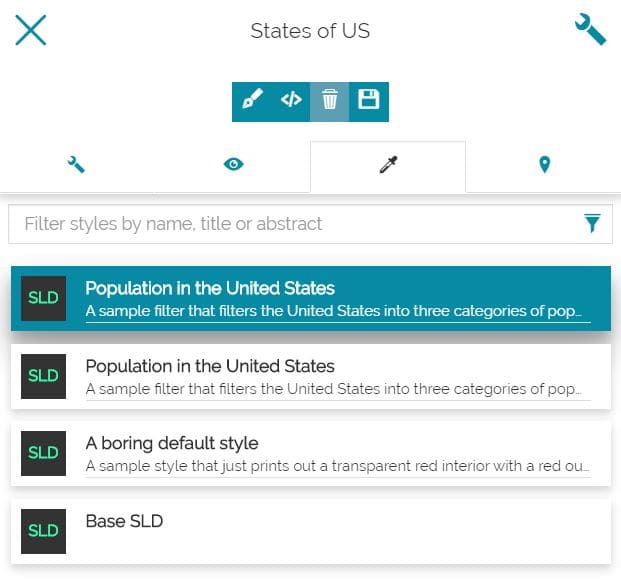 States of US
</>
Filter styles by name, title or abstract
SLD
Population in the United States
A sample filter that filters the United States into three categories of pop...
SLD
Population in the United States
A sample filter that filters the United States into three categories of pop...
SLD
A boring default style
A sample style that just prints out a transparent red interior with a red ou...
SLD
Base SLD